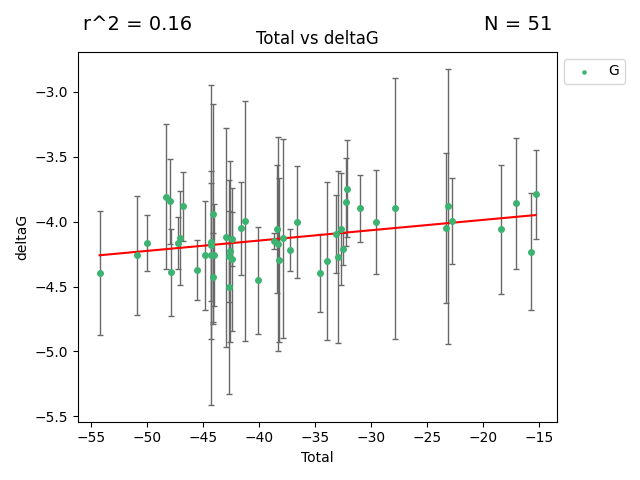 r^2 = 0.16
N = 51
Total vs deltaG
G
−3.0
−3.5
−4.0
−4.5
−5.0
−5.5
deltaG
−55 −50 −45 −40 −35 −30 −25 −20 −15
Total